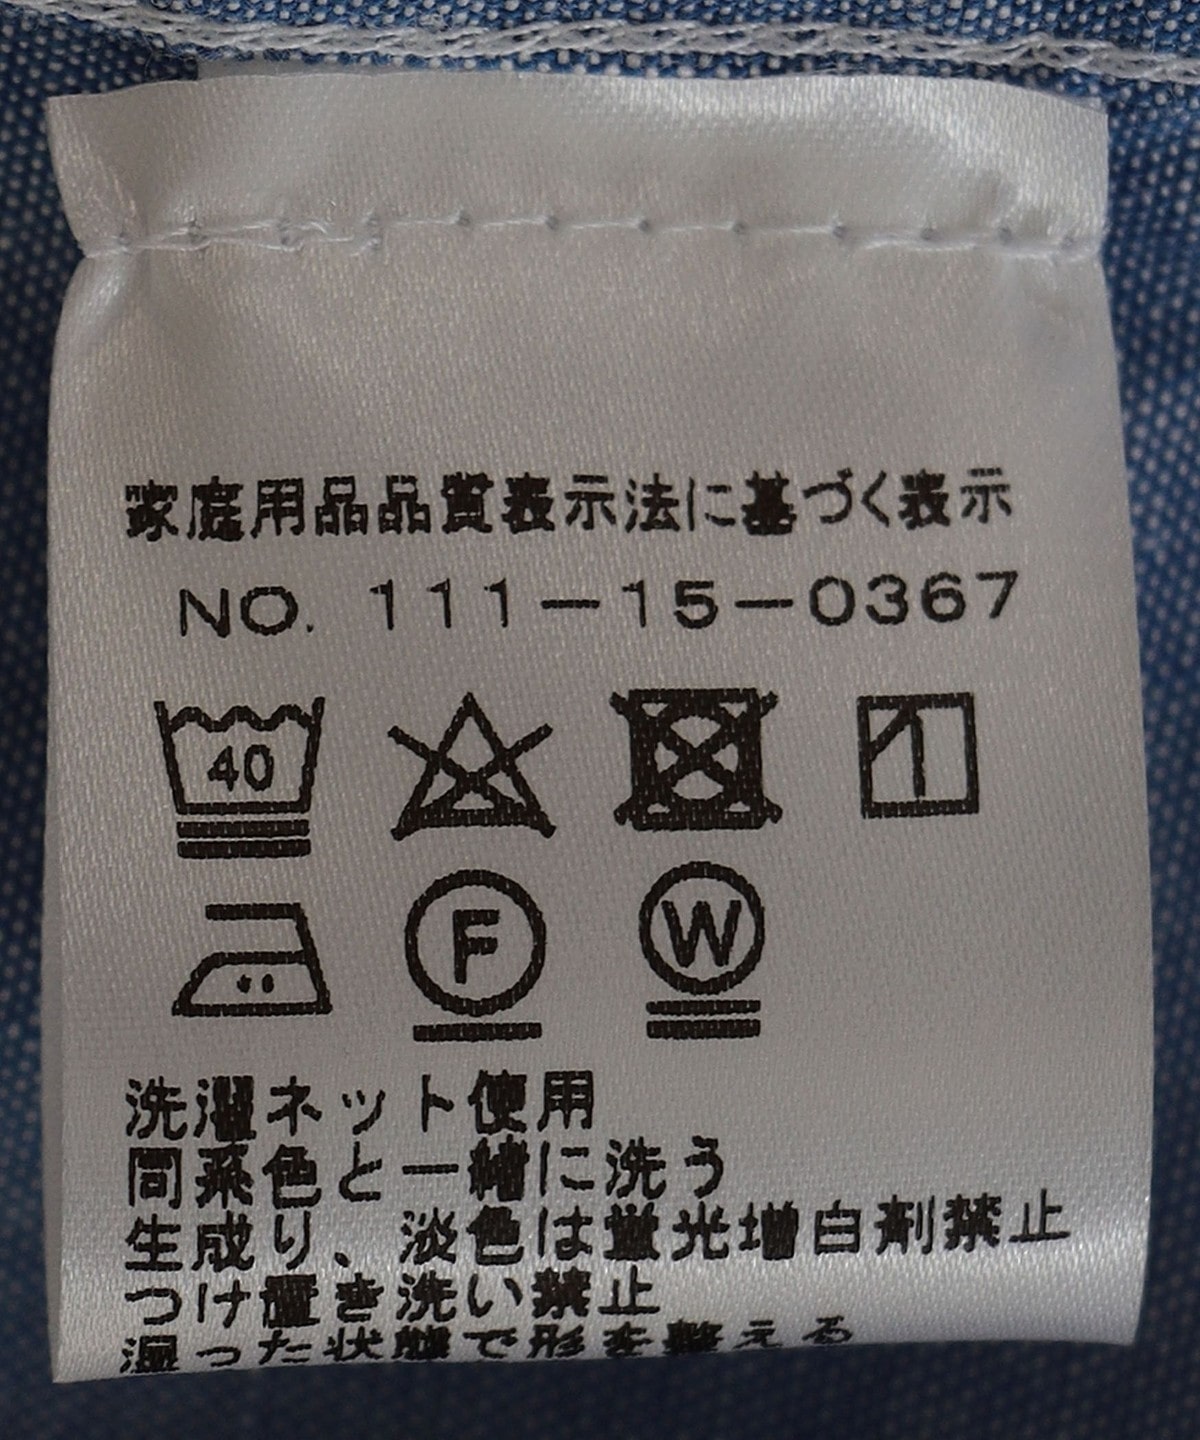 家庭用品品質表示法に基づく表示
NO. 111-15-0367
40
F W
洗濯ネット使用
同系色と一緒に洗う
生成り、淡色は蛍光増白剤禁止
つけ置き洗い禁止
湿った状態で形を整える